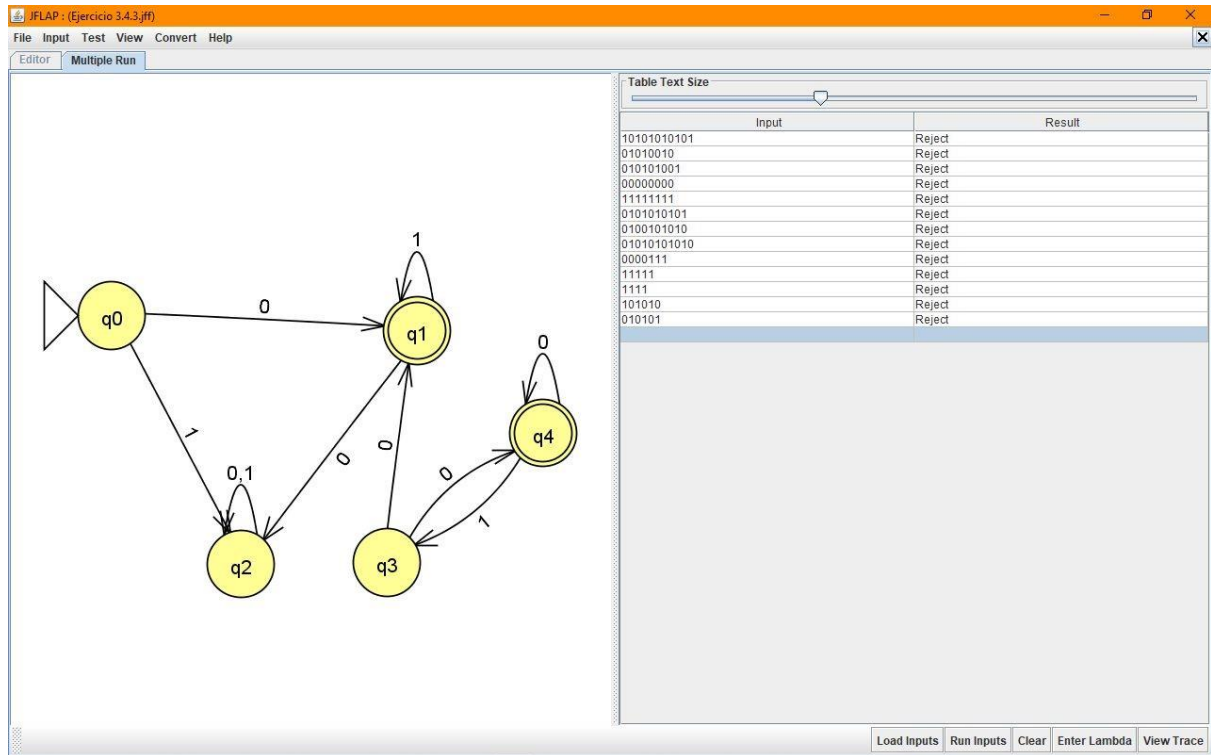 JFLAP : (Ejercicio 3.4.3.jff)
File Input Test View Convert Help
Editor Multiple Run
Table Text Size
Input Result
10101010101 Reject
01010010 Reject
010101001 Reject
00000000 Reject
11111111 Reject
0101010101 Reject
0100101010 Reject
01010101010 Reject
0000111 Reject
11111 Reject
1111 Reject
101010 Reject
010101 Reject
1
0
q0
q1
0
q4
1
0
0
0
0,1
1
q2
q3
Load Inputs Run Inputs Clear Enter Lambda View Trace